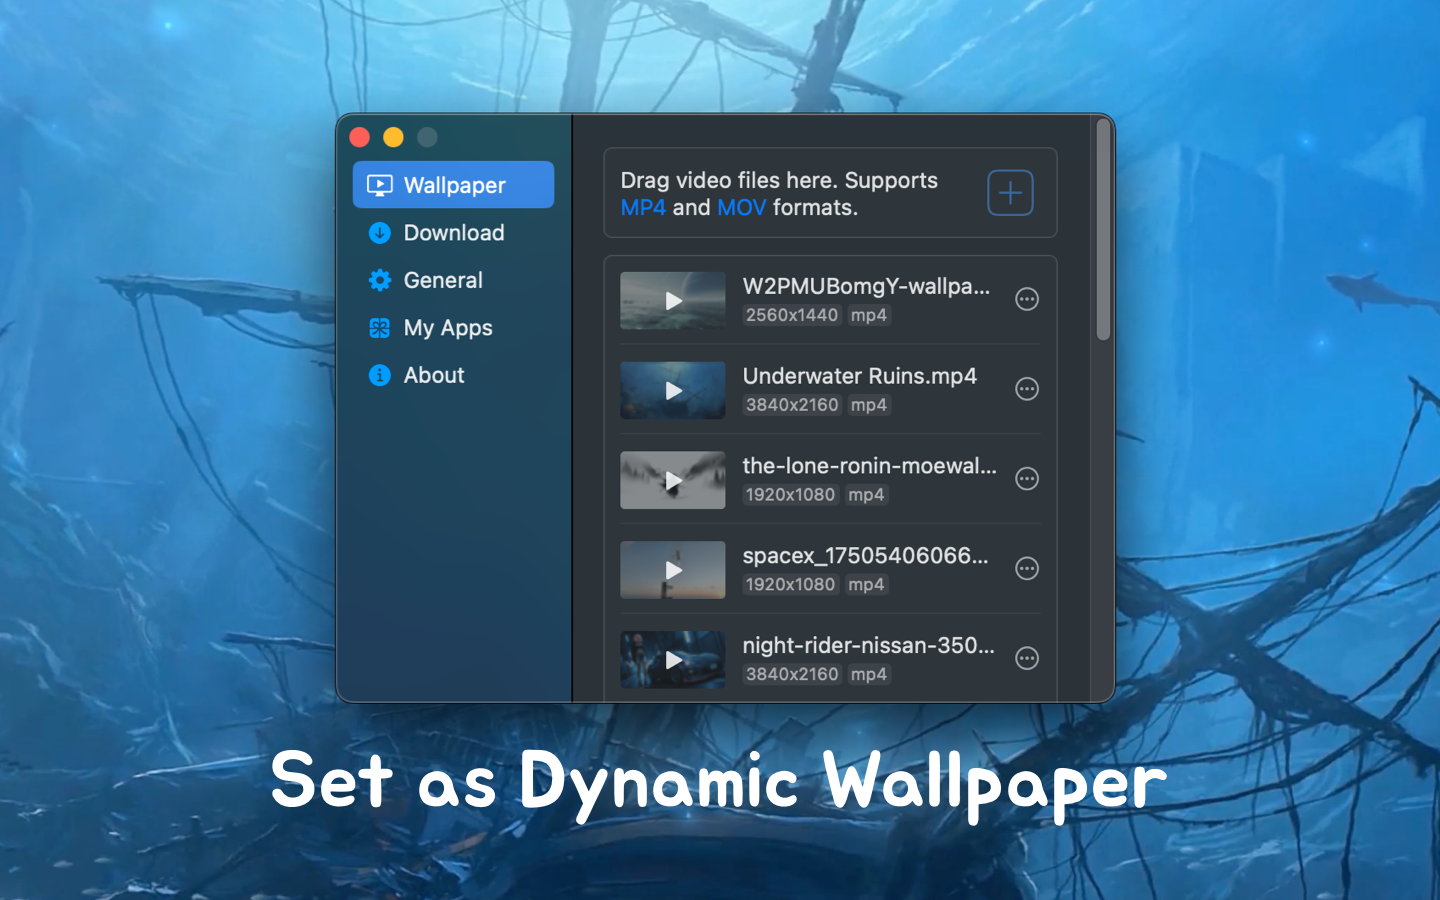 Wallpaper
Download
General
My Apps
About
Drag video files here. Supports
MP4 and MOV formats.
W2PMUBomgY-wallpa...
2560x1440 mp4
Underwater Ruins.mp4
3840x2160 mp4
the-lone-ronin-moewal...
1920x1080 mp4
spacex_17505406066...
1920x1080 mp4
night-rider-nissan-350...
3840x2160 mp4
Set as Dynamic Wallpaper